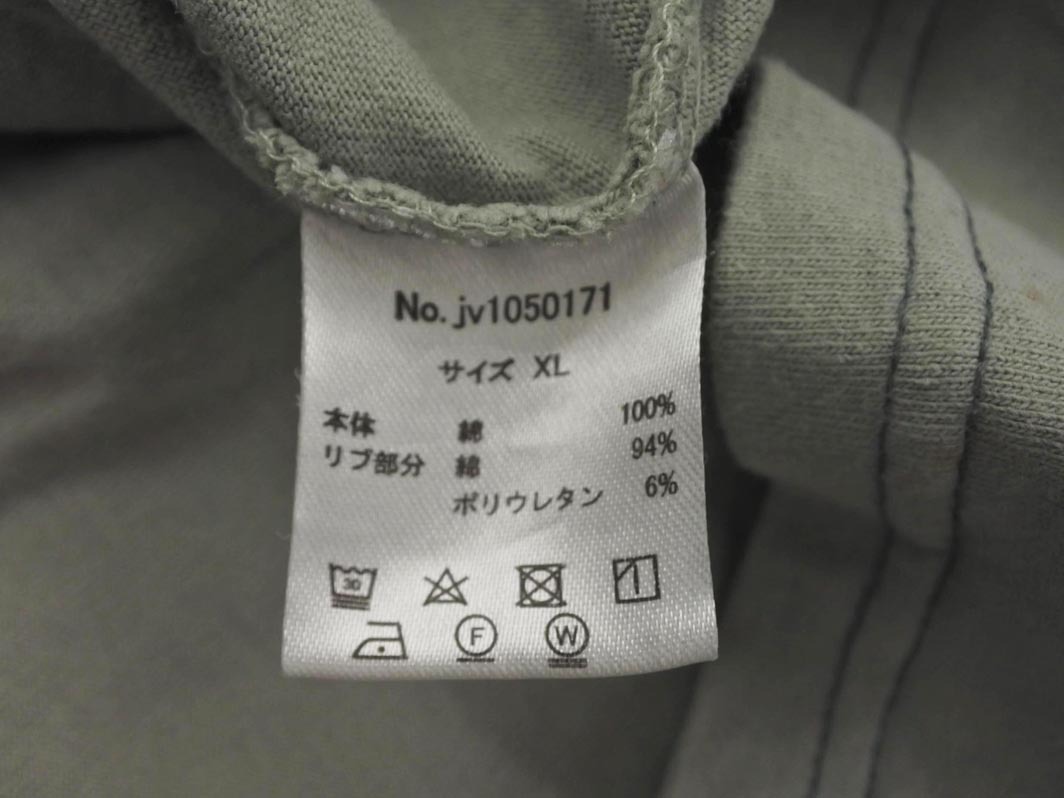 No.jv1050171
サイズ XL
本体 綿 100%
リブ部分 綿 94%
ポリウレタン 6%
30
F W